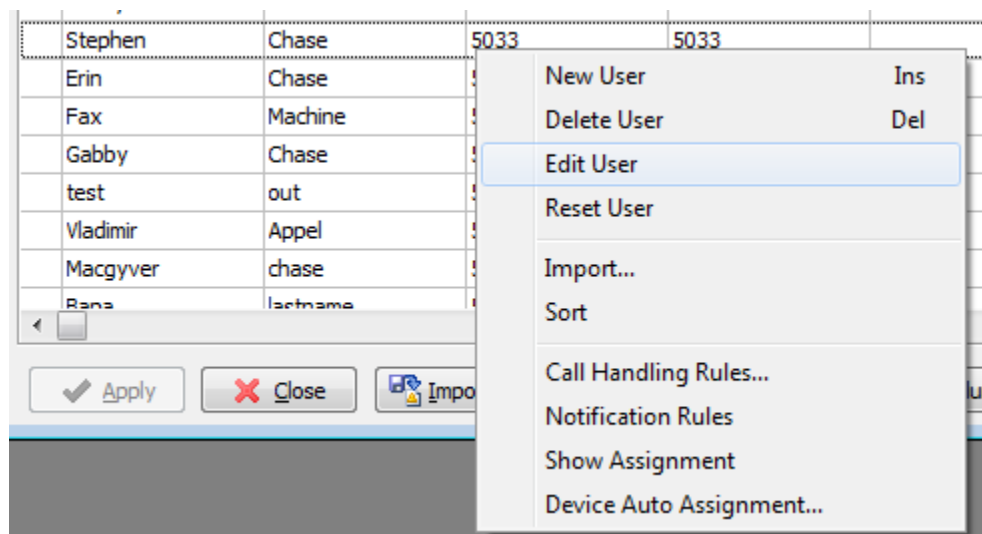 Stephen Chase 5033 5033
Erin Chase
Fax Machine
Gabby Chase
test out
Vladimir Appel
Macgyver chase
lastname
Apply Close
New User Ins
Delete User Del
Edit User
Reset User
Import...
Sort
Call Handling Rules...
Notification Rules
Show Assignment
Device Auto Assignment...